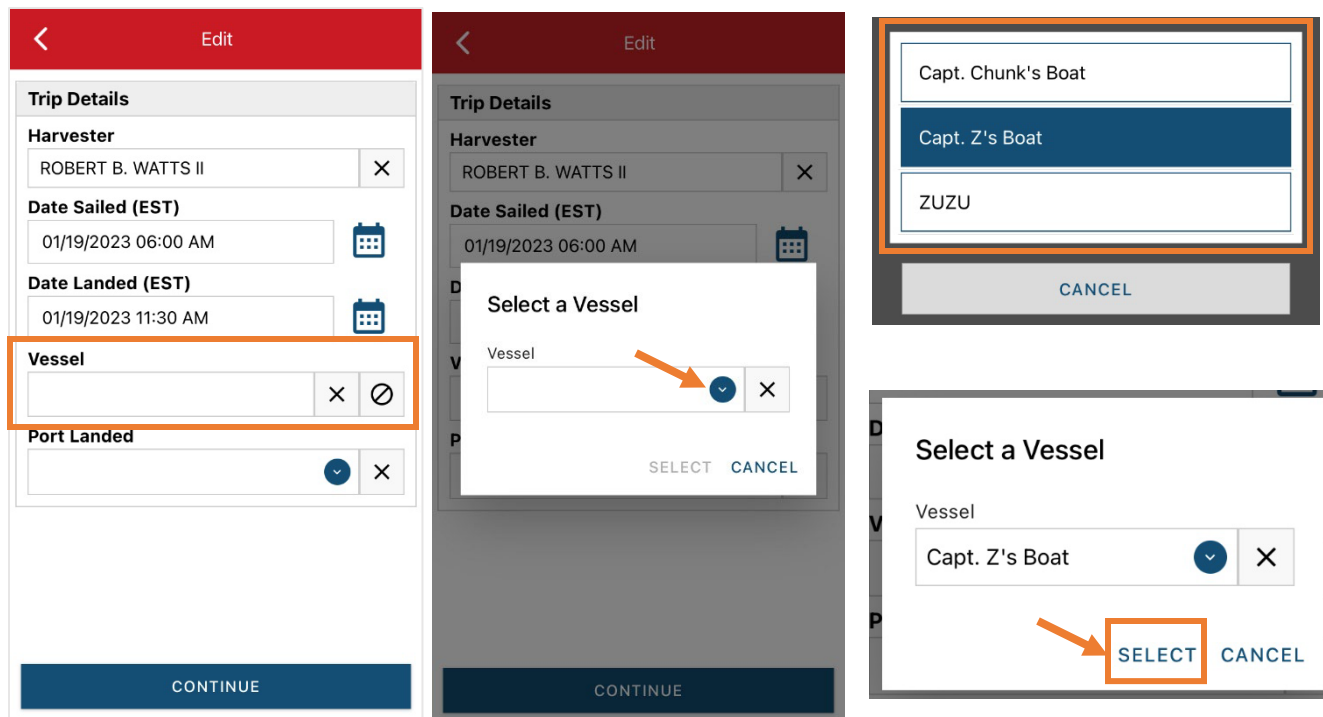 Edit
Trip Details
Harvester
ROBERT B. WATTS II
Date Sailed (EST)
01/19/2023 06:00 AM
Date Landed (EST)
01/19/2023 11:30 AM
Vessel
Port Landed
CONTINUE
Edit
Trip Details
Harvester
ROBERT B. WATTS II
Date Sailed (EST)
01/19/2023 06:00 AM
D
Select a Vessel
Vessel
V
P
SELECT CANCEL
CONTINUE
Capt. Chunk's Boat
Capt. Z's Boat
ZUZU
CANCEL
D
Select a Vessel
Vessel
V
Capt. Z's Boat
P
SELECT CANCEL